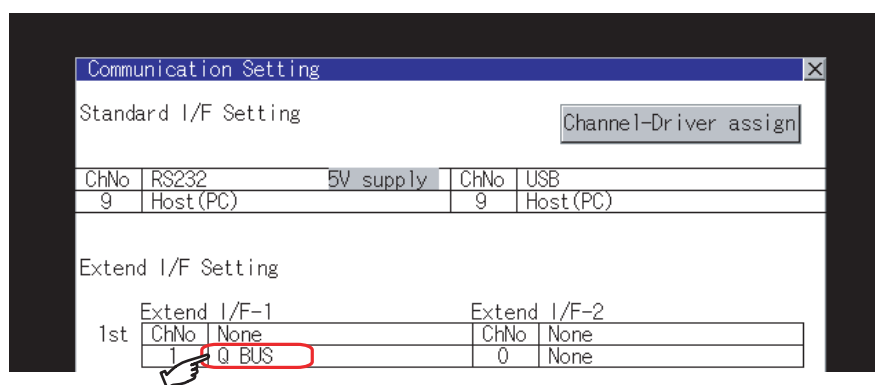 Communication Setting
Standard I/F Setting
Channel-Driver assign
ChNo RS232 5V supply ChNo USB
9 Host(PC) 9 Host(PC)
Extend I/F Setting
Extend I/F-1 Extend I/F-2
1st ChNo None ChNo None
1 Q BUS 0 None